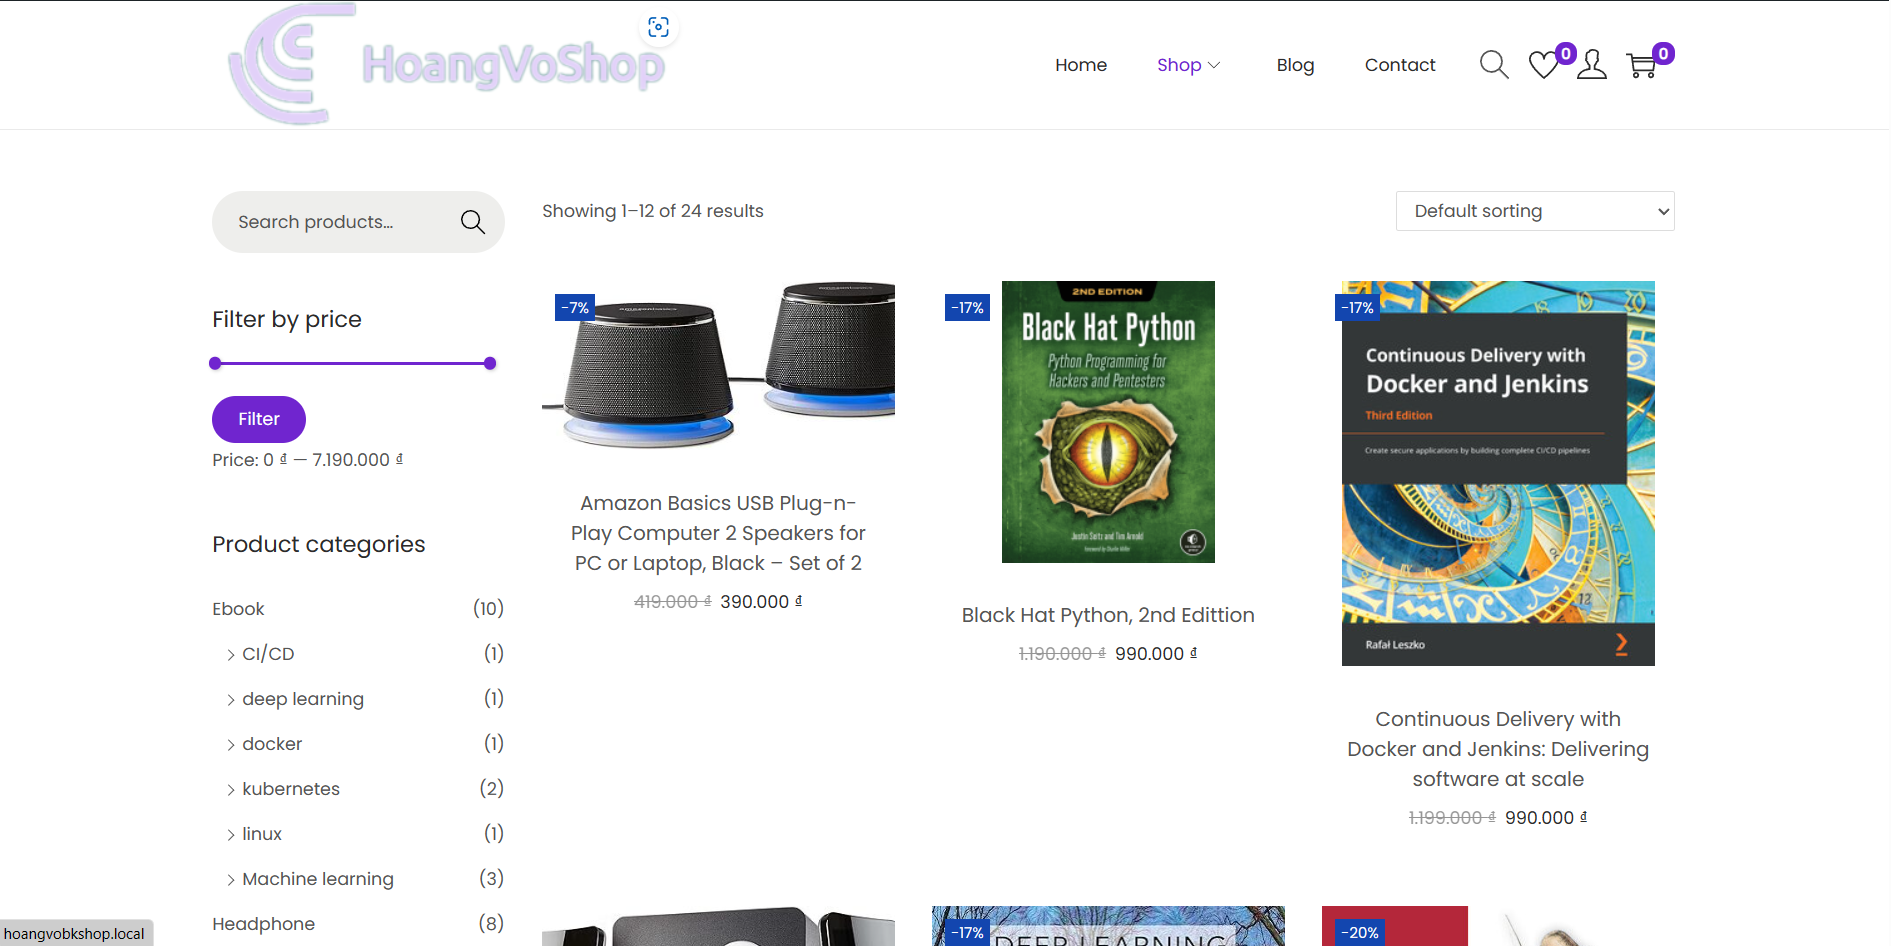 HoangVoShop
Home
Shop
Blog
Contact
0
0
Search products...
Showing 1–12 of 24 results
Default sorting
Filter by price
Filter
Price: 0 ₫ — 7.190.000 ₫
Product categories
Ebook (10)
CI/CD (1)
deep learning (1)
docker (1)
kubernetes (2)
linux (1)
Machine learning (3)
Headphone (8)
-7%
Amazon Basics USB Plug-n-
Play Computer 2 Speakers for
PC or Laptop, Black – Set of 2
419.000 ₫ 390.000 ₫
-17%
2ND EDITION
Black Hat Python
Python Programming for
Hackers and Pentesters
Justin Seitz and Tim Arnold
Black Hat Python, 2nd Edittion
1.190.000 ₫ 990.000 ₫
-17%
Continuous Delivery with
Docker and Jenkins
Third Edition
Create secure applications by building complete CI/CD pipelines
Rafał Leszko
Continuous Delivery with
Docker and Jenkins: Delivering
software at scale
1.199.000 ₫ 990.000 ₫
-17%
DEEP LEARNING
-20%
hoangvobkshop.local